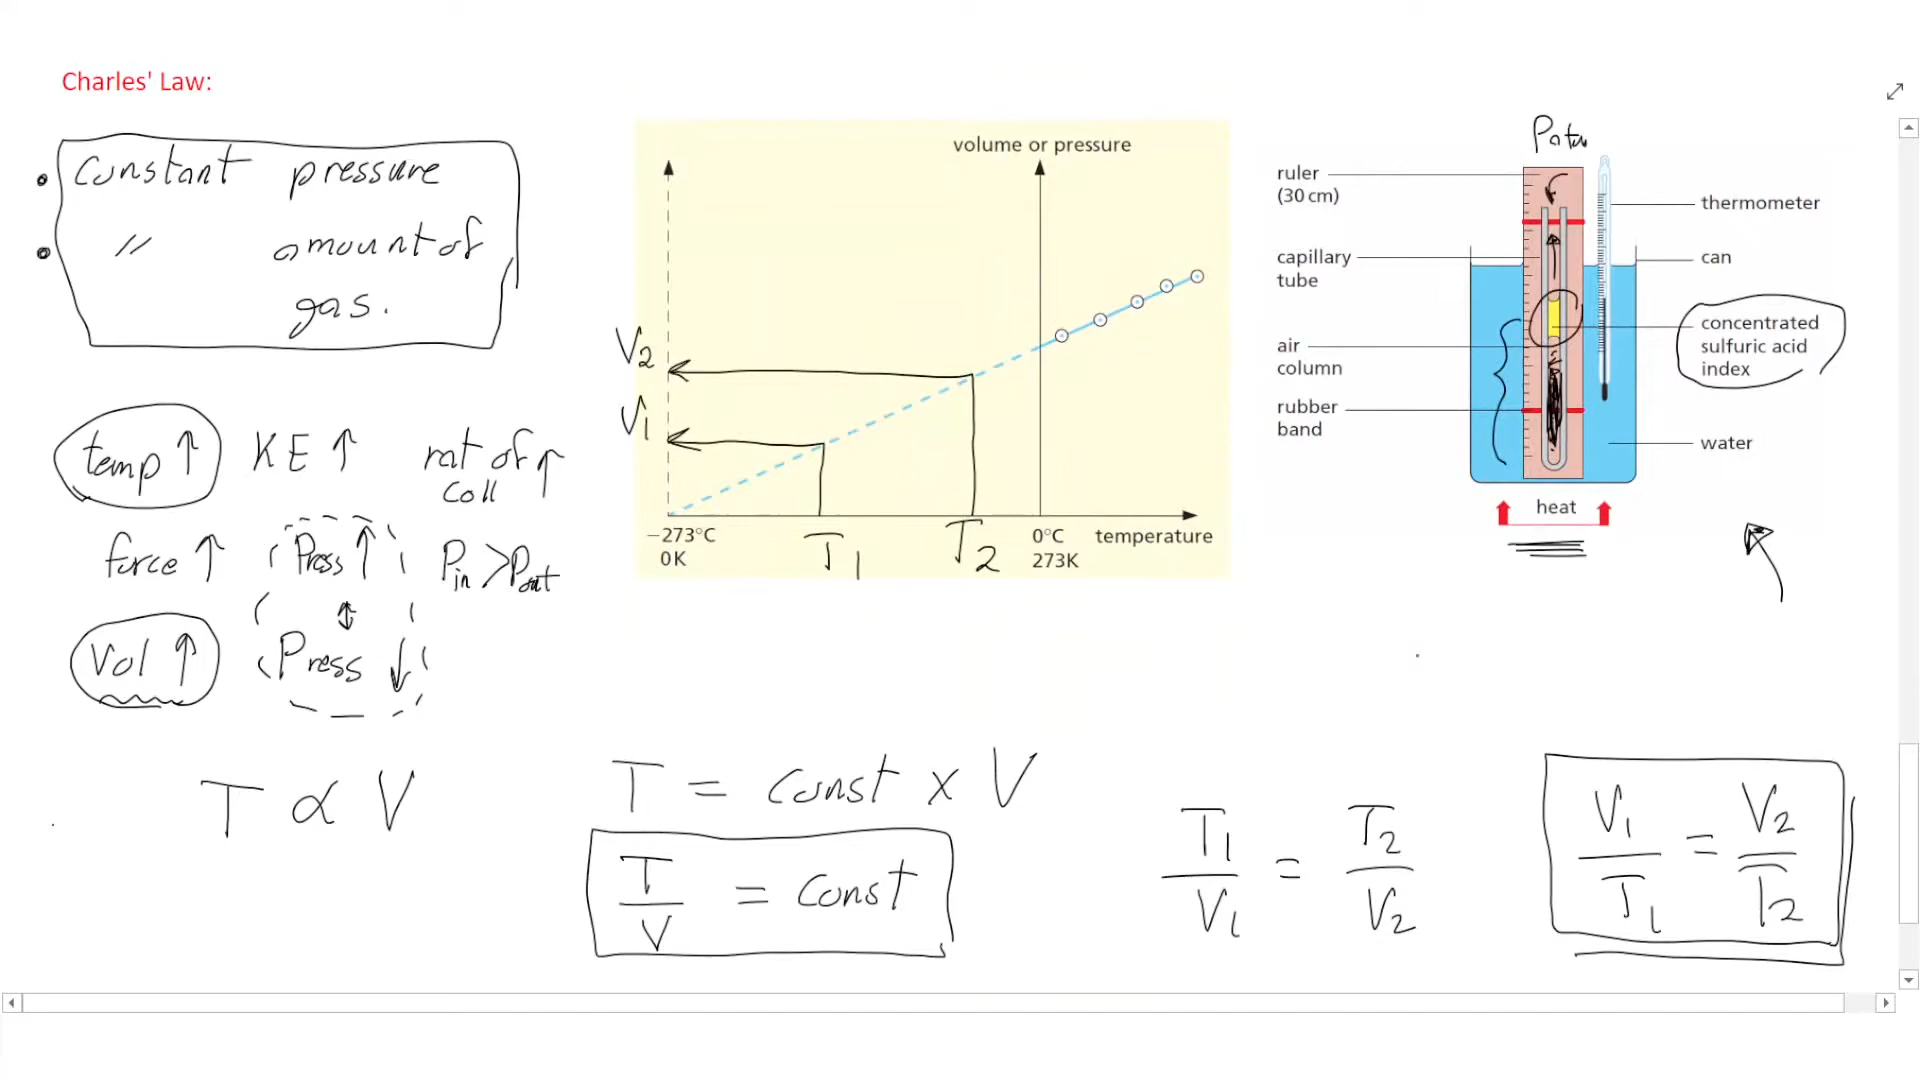 Charles' Law:
• constant pressure
• " amount of
gas.
temp ↑ KE ↑ rat of ↑
coll
force ↑ Press ↑ Pin > Pout
↕
Vol ↑ Press ↓
T ∝ V
volume or pressure
V2
V1
−273°C
0K
T1
T2
0°C
273K
temperature
Patm
ruler
(30 cm)
capillary
tube
air
column
rubber
band
thermometer
can
concentrated
sulfuric acid
index
water
heat
T = const x V
T/V = const
T1/V1 = T2/V2
V1/T1 = V2/T2